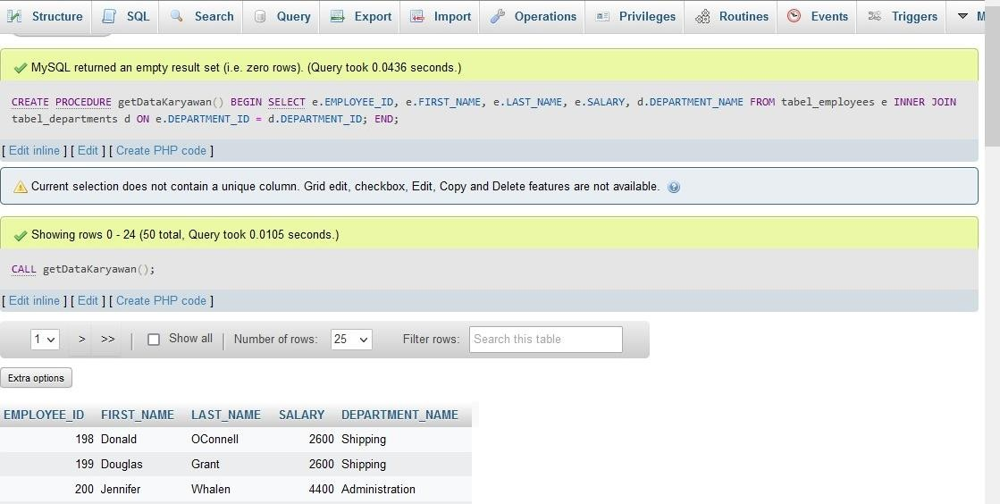 Structure SQL Search Query Export Import Operations Privileges Routines Events Triggers M
MySQL returned an empty result set (i.e. zero rows). (Query took 0.0436 seconds.)
CREATE PROCEDURE getDataKaryawan() BEGIN SELECT e.EMPLOYEE_ID, e.FIRST_NAME, e.LAST_NAME, e.SALARY, d.DEPARTMENT_NAME FROM tabel_employees e INNER JOIN
tabel_departments d ON e.DEPARTMENT_ID = d.DEPARTMENT_ID; END;
[ Edit inline ] [ Edit ] [ Create PHP code ]
Current selection does not contain a unique column. Grid edit, checkbox, Edit, Copy and Delete features are not available.
Showing rows 0 - 24 (50 total, Query took 0.0105 seconds.)
CALL getDataKaryawan();
[ Edit inline ] [ Edit ] [ Create PHP code ]
1 > >> Show all Number of rows: 25 Filter rows: Search this table
Extra options
EMPLOYEE_ID FIRST_NAME LAST_NAME SALARY DEPARTMENT_NAME
198 Donald OConnell 2600 Shipping
199 Douglas Grant 2600 Shipping
200 Jennifer Whalen 4400 Administration